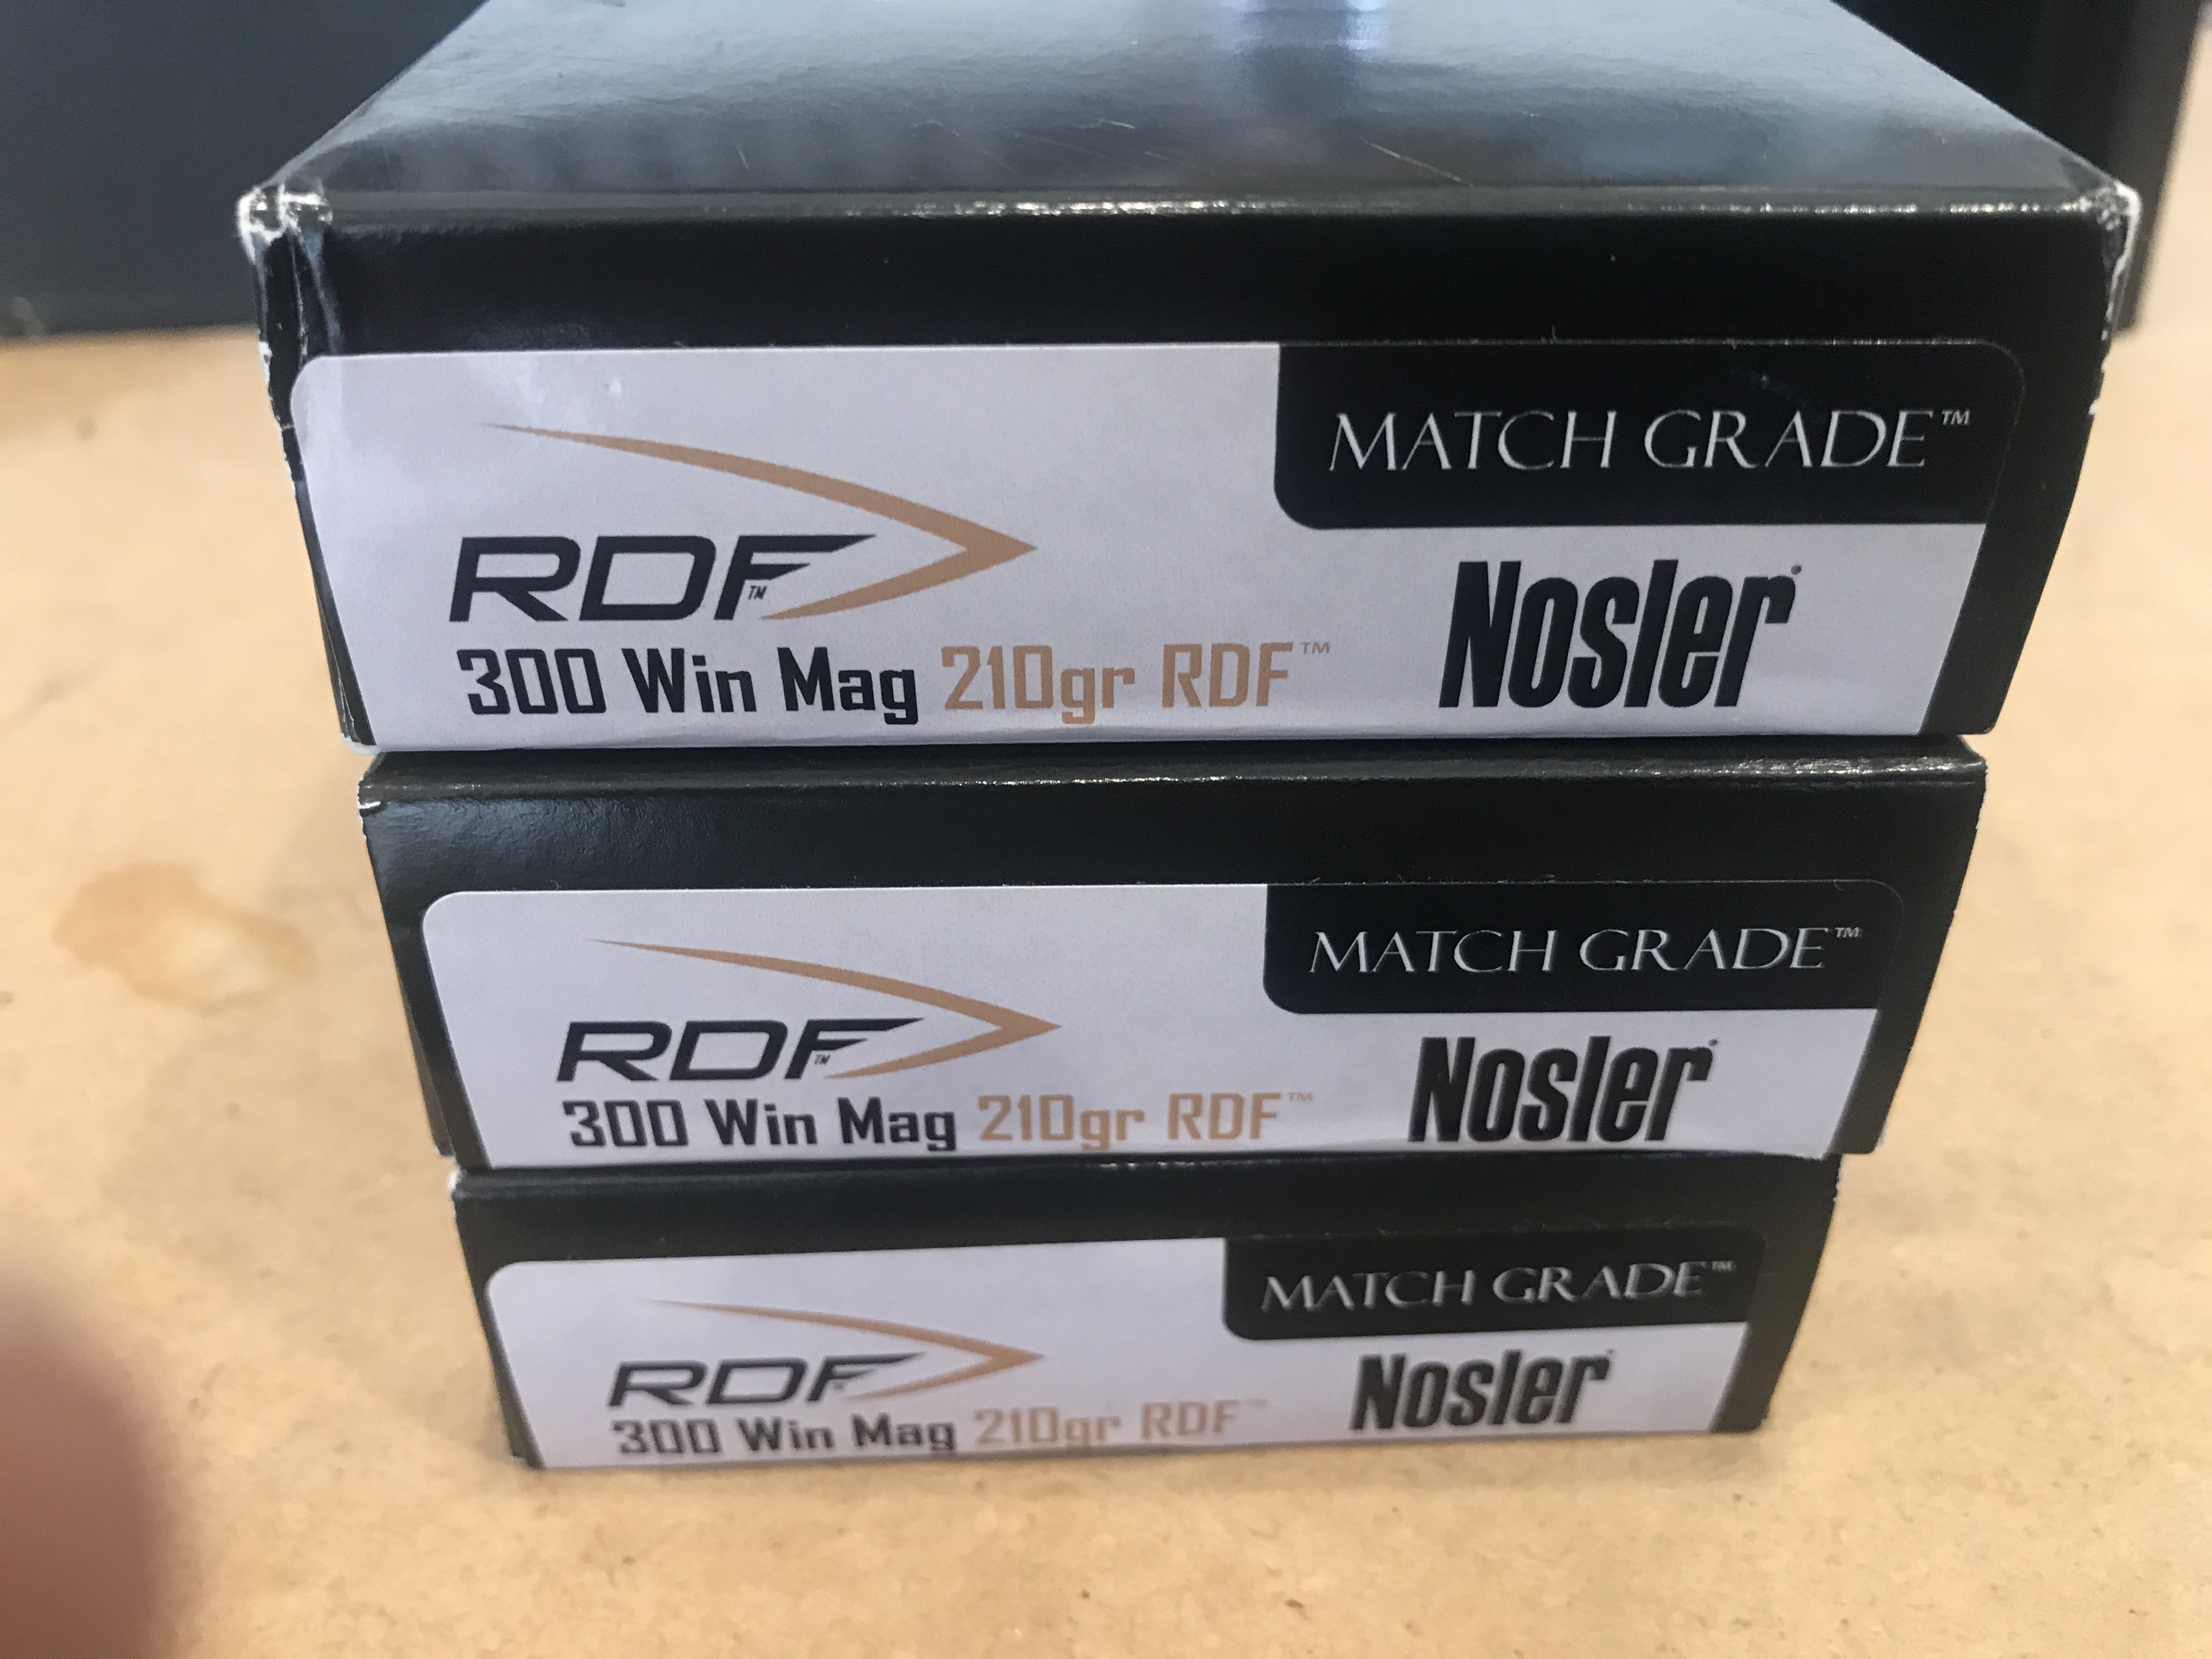 MATCH GRADE™
RDF™
Nosler®
300 Win Mag 210gr RDF™
MATCH GRADE™
RDF™
Nosler®
300 Win Mag 210gr RDF™
MATCH GRADE™
RDF™
Nosler®
300 Win Mag 210gr RDF™